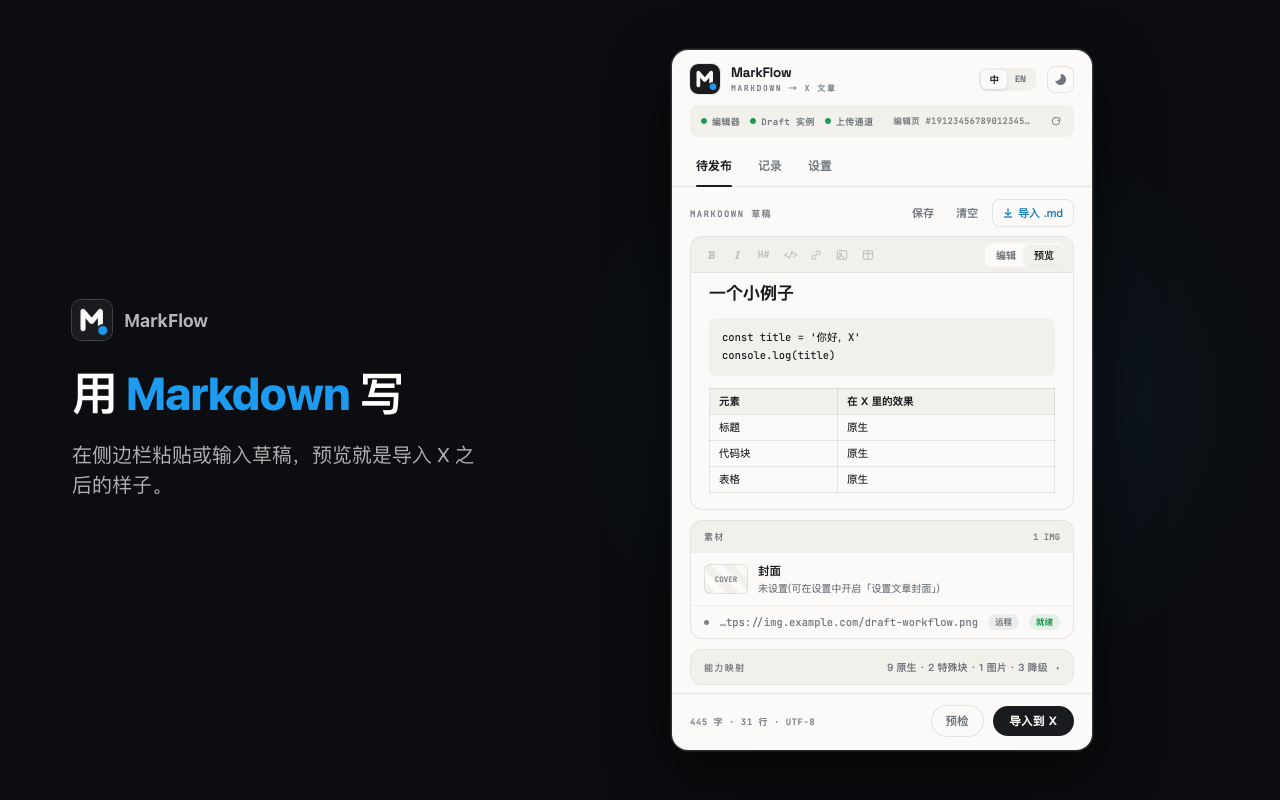 MarkFlow
用 Markdown 写
在侧边栏粘贴或输入草稿，预览就是导入 X 之
后的样子。
MarkFlow
MARKDOWN → X 文章
中 EN
编辑器 Draft 实例 上传通道 编辑页 #19123456789012345…
待发布 记录 设置
MARKDOWN 草稿 保存 清空 导入 .md
B I H# </> 编辑 预览
一个小例子
const title = '你好，X'
console.log(title)
元素 在 X 里的效果
标题 原生
代码块 原生
表格 原生
素材 1 IMG
COVER 封面
未设置(可在设置中开启「设置文章封面」)
…tps://img.example.com/draft-workflow.png 远程 就绪
能力映射 9 原生 · 2 特殊块 · 1 图片 · 3 降级
445 字 · 31 行 · UTF-8 预检 导入到 X